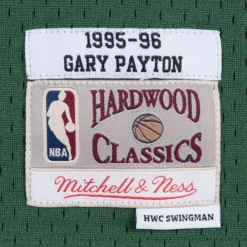 1995-96
GARY PAYTON
HARDWOOD
NBA
CLASSICS
Mitchell & Ness
HWC SWINGMAN